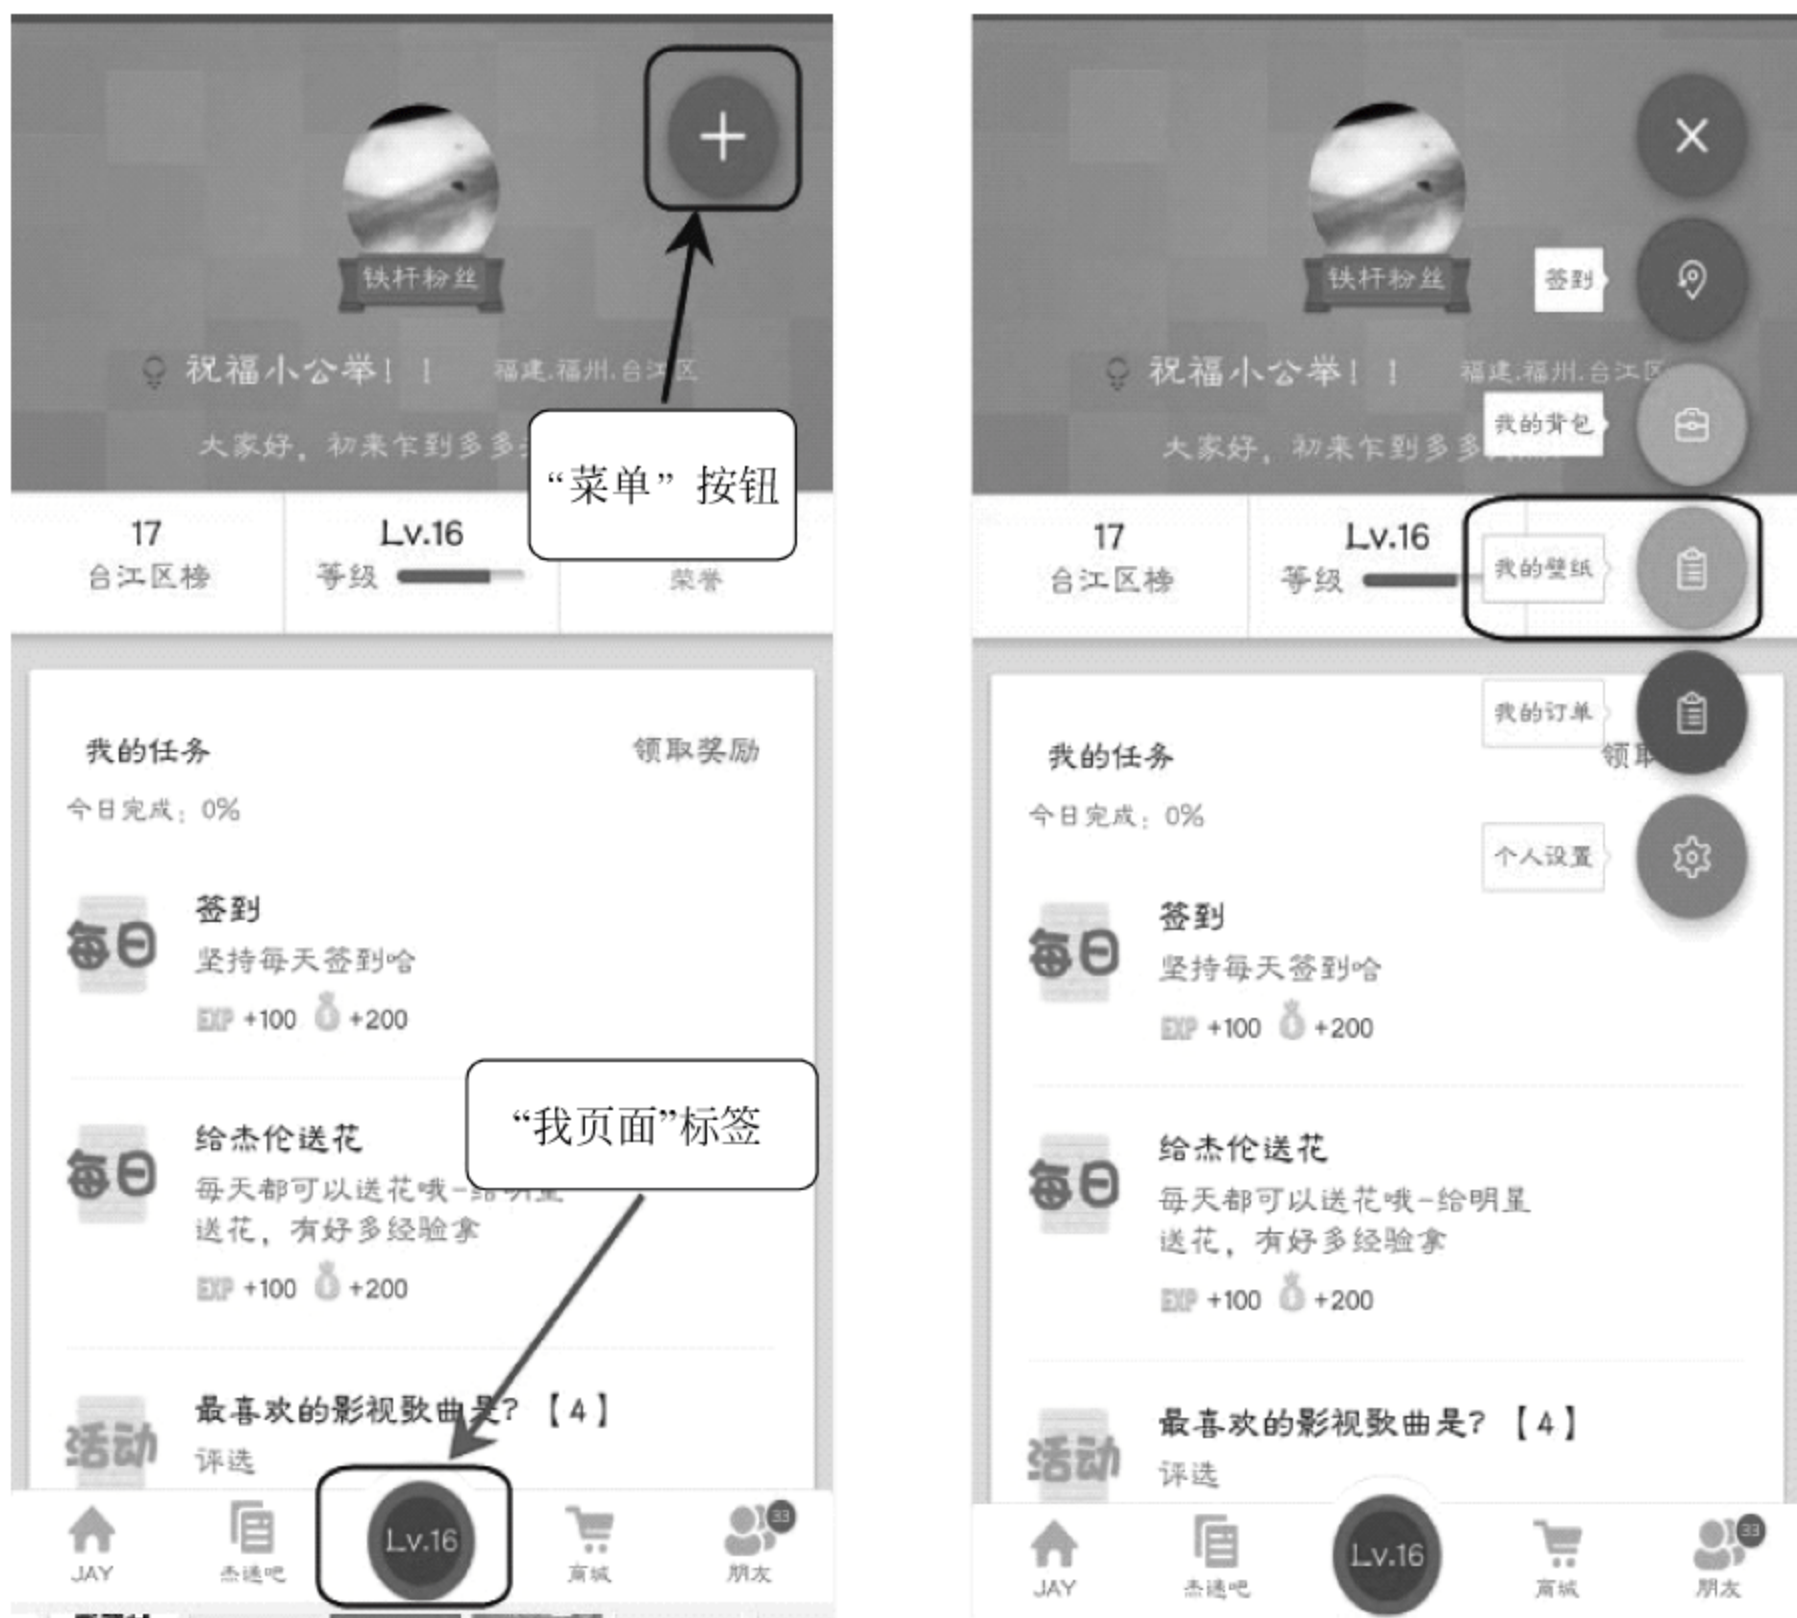 铁杆粉丝
祝福小公举！！ 福建.福州.台江区
大家好，初来乍到多多
“菜单”按钮
17
台江区榜
Lv.16
等级
荣誉
我的任务
领取奖励
今日完成：0%
每日
签到
坚持每天签到哈
EXP +100 +200
“我页面”标签
每日
给杰伦送花
每天都可以送花哦-给明星
送花，有好多经验拿
EXP +100 +200
活动
最喜欢的影视歌曲是？【4】
评选
JAY
杰迷吧
Lv.16
商城
33
朋友
铁杆粉丝
签到
祝福小公举！！ 福建.福州.台江区
我的背包
大家好，初来乍到多多
17
台江区榜
Lv.16
等级
我的壁纸
我的订单
我的任务
领取
今日完成：0%
个人设置
每日
签到
坚持每天签到哈
EXP +100 +200
每日
给杰伦送花
每天都可以送花哦-给明星
送花，有好多经验拿
EXP +100 +200
活动
最喜欢的影视歌曲是？【4】
评选
JAY
杰迷吧
Lv.16
商城
33
朋友